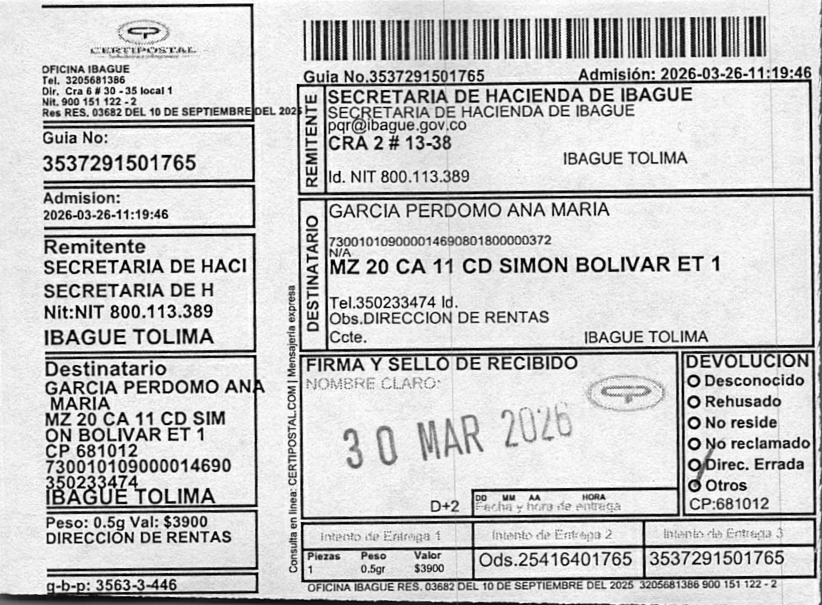 CERTIPOSTAL
OFICINA IBAGUE
Tel. 3205681386
Dir. Cra 6 # 30 - 35 local 1
Nit. 900 151 122 - 2
Res RES. 03682 DEL 10 DE SEPTIEMBRE DEL 2025
Guia No:
3537291501765
Admision:
2026-03-26-11:19:46
Remitente
SECRETARIA DE HACI
SECRETARIA DE H
Nit:NIT 800.113.389
IBAGUE TOLIMA
Destinatario
GARCIA PERDOMO ANA
MARIA
MZ 20 CA 11 CD SIM
ON BOLIVAR ET 1
CP 681012
730010109000014690
350233474
IBAGUE TOLIMA
Peso: 0.5g Val: $3900
DIRECCIÓN DE RENTAS
q-b-p: 3563-3-446
Consulta en linea: CERTIPOSTAL.COM | Mensajería expresa
Guia No.3537291501765 Admisión: 2026-03-26-11:19:46
REMITENTE
SECRETARIA DE HACIENDA DE IBAGUE
SECRETARIA DE HACIENDA DE IBAGUE
pqr@ibague.gov.co
CRA 2 # 13-38
IBAGUE TOLIMA
Id. NIT 800.113.389
DESTINATARIO
GARCIA PERDOMO ANA MARIA
730010109000014690801800000372
N/A
MZ 20 CA 11 CD SIMON BOLIVAR ET 1
Tel.350233474 Id.
Obs.DIRECCION DE RENTAS
Ccte. IBAGUE TOLIMA
FIRMA Y SELLO DE RECIBIDO
NOMBRE CLARO:
30 MAR 2026
D+2
DD MM AA HORA
Fecha y hora de entrega
DEVOLUCION
Desconocido
Rehusado
No reside
No reclamado
Direc. Errada
Otros
CP:681012
Intento de Entrega 1 Intento de Entrega 2 Intento de Entrega 3
Piezas Peso Valor
1 0.5gr $3900
Ods.25416401765
3537291501765
OFICINA IBAGUE RES. 03682 DEL 10 DE SEPTIEMBRE DEL 2025 3205681386 900 151 122 - 2